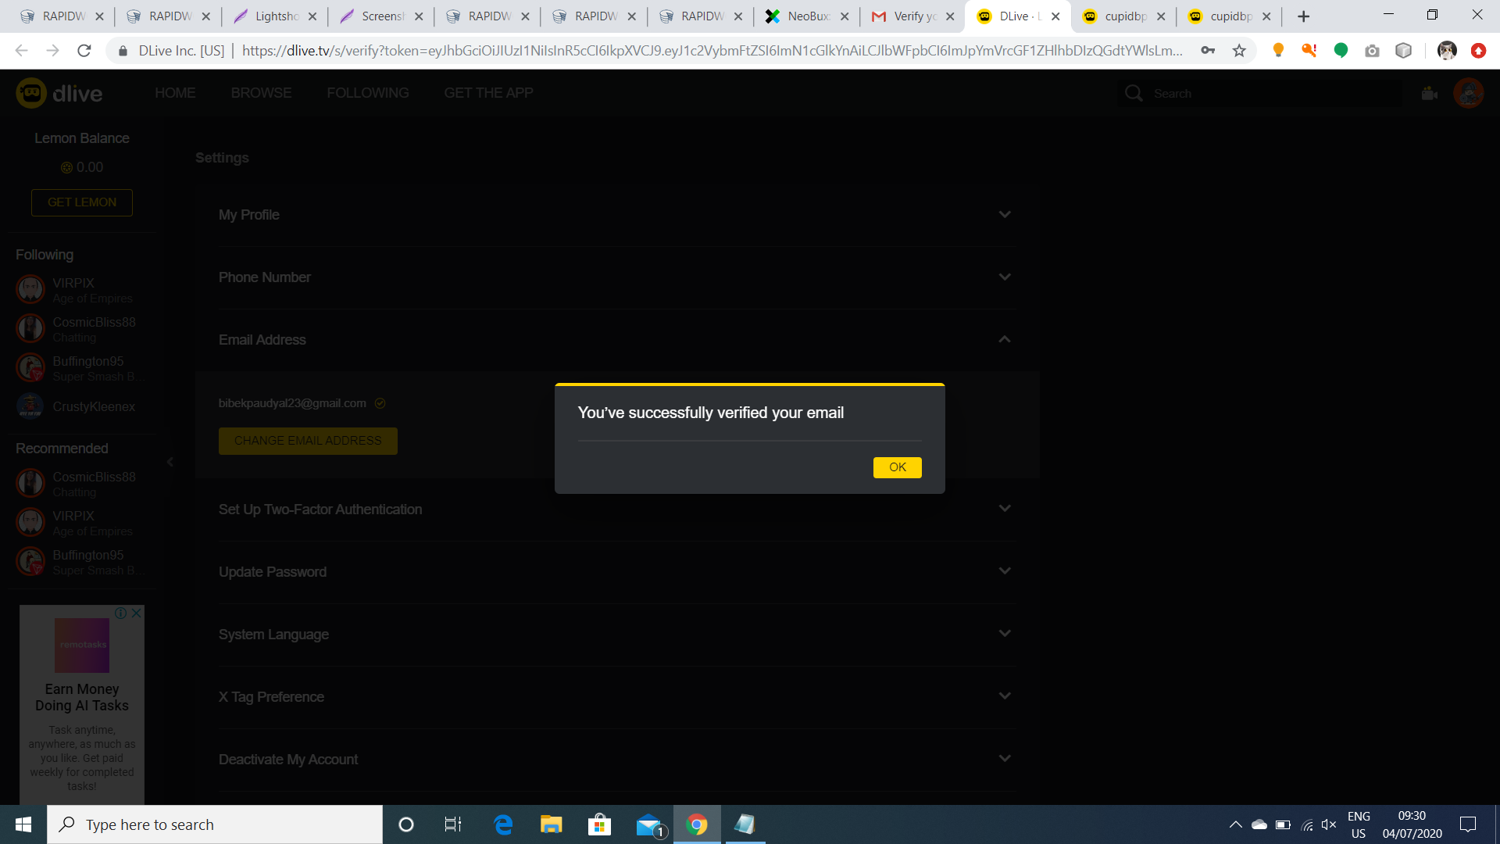 RAPIDW
RAPIDW
Lightsho
Screensh
RAPIDW
RAPIDW
RAPIDW
NeoBux
Verify yo
DLive · L
cupidbp
cupidbp
DLive Inc. [US] | https://dlive.tv/s/verify?token=eyJhbGciOiJIUzI1NiIsInR5cCI6IkpXVCJ9.eyJ1c2VybmFtZSI6ImN1cGlkYnAiLCJlbWFpbCI6ImJpYmVrcGF1ZHlhbDIzQGdtYWlsLm...
dlive
HOME
BROWSE
FOLLOWING
GET THE APP
Search
Lemon Balance
0.00
GET LEMON
Following
VIRPIX
Age of Empires
CosmicBliss88
Chatting
Buffington95
Super Smash B...
CrustyKleenex
Recommended
CosmicBliss88
Chatting
VIRPIX
Age of Empires
Buffington95
Super Smash B...
remotasks
Earn Money
Doing AI Tasks
Task anytime,
anywhere, as much as
you like. Get paid
weekly for completed
tasks!
Settings
My Profile
Phone Number
Email Address
bibekpaudyal23@gmail.com
CHANGE EMAIL ADDRESS
You've successfully verified your email
OK
Set Up Two-Factor Authentication
Update Password
System Language
X Tag Preference
Deactivate My Account
Type here to search
1
ENG
US
09:30
04/07/2020